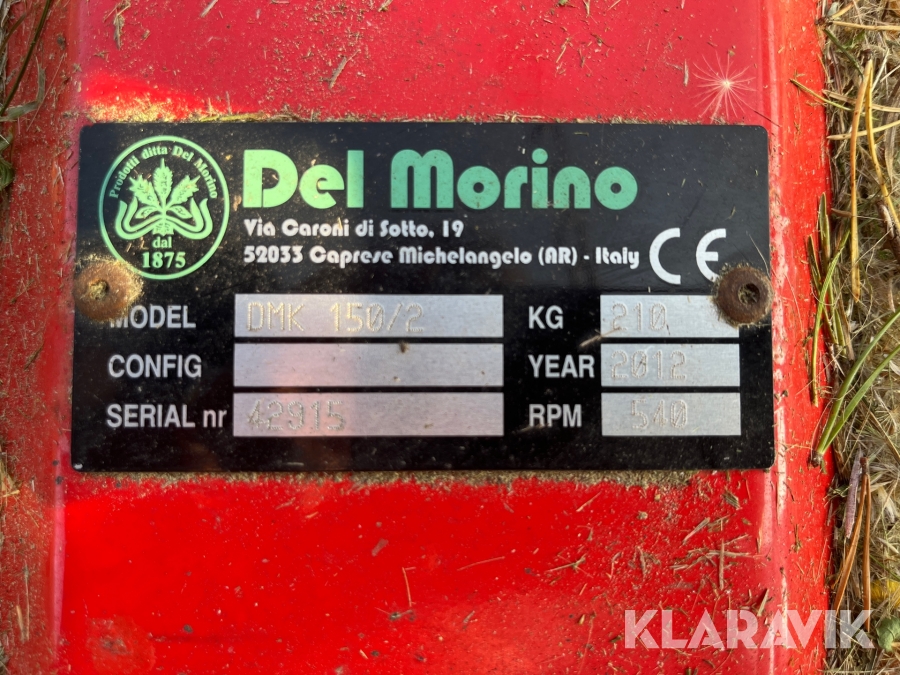 Prodotti ditta Del Morino
dal
1875
Del Morino
Via Caroni di Sotto, 19
52033 Caprese Michelangelo (AR) - Italy
CE
MODEL DMK 150/2 KG 210
CONFIG YEAR 2012
SERIAL nr 42915 RPM 540
KLARAVIK